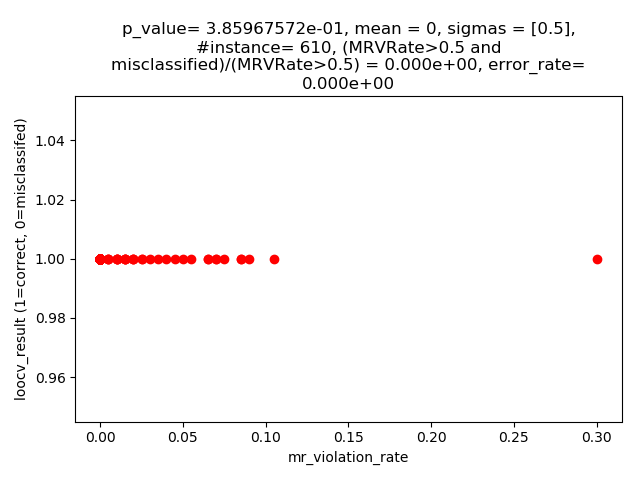 p_value= 3.85967572e-01, mean = 0, sigmas = [0.5],
#instance= 610, (MRVRate>0.5 and
misclassified)/(MRVRate>0.5) = 0.000e+00, error_rate=
0.000e+00
loocv_result (1=correct, 0=misclassifed)
1.04
1.02
1.00
0.98
0.96
0.00 0.05 0.10 0.15 0.20 0.25 0.30
mr_violation_rate